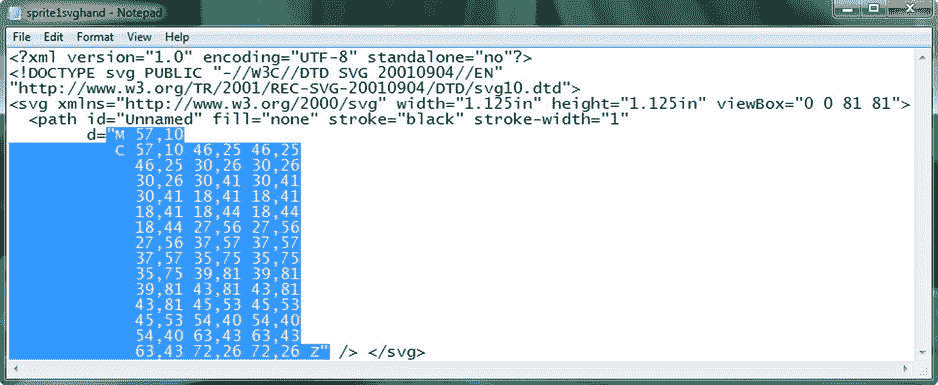 sprite1svghand - Notepad
File Edit Format View Help
<?xml version="1.0" encoding="UTF-8" standalone="no"?>
<!DOCTYPE svg PUBLIC "-//W3C//DTD SVG 20010904//EN"
"http://www.w3.org/TR/2001/REC-SVG-20010904/DTD/svg10.dtd">
<svg xmlns="http://www.w3.org/2000/svg" width="1.125in" height="1.125in" viewBox="0 0 81 81">
<path id="Unnamed" fill="none" stroke="black" stroke-width="1"
d="M 57,10
C 57,10 46,25 46,25
46,25 30,26 30,26
30,26 30,41 30,41
30,41 18,41 18,41
18,41 18,44 18,44
18,44 27,56 27,56
27,56 37,57 37,57
37,57 35,75 35,75
35,75 39,81 39,81
39,81 43,81 43,81
43,81 45,53 45,53
45,53 54,40 54,40
54,40 63,43 63,43
63,43 72,26 72,26 Z" /> </svg>